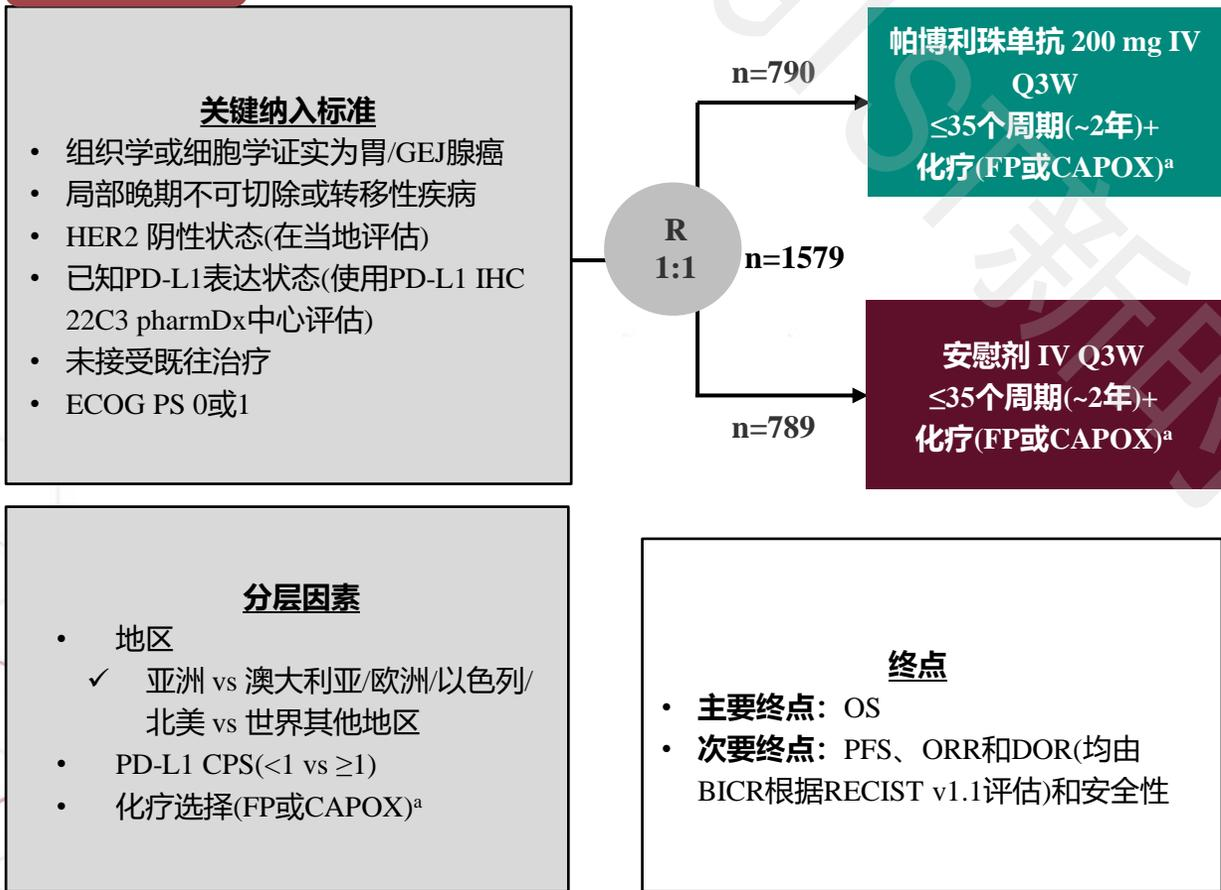 关键纳入标准
• 组织学或细胞学证实为胃/GEJ腺癌
• 局部晚期不可切除或转移性疾病
• HER2 阴性状态(在当地评估)
• 已知PD-L1表达状态(使用PD-L1 IHC
22C3 pharmDx中心评估)
• 未接受既往治疗
• ECOG PS 0或1
R
1:1
n=1579
n=790
帕博利珠单抗 200 mg IV
Q3W
≤35个周期(~2年)+
化疗(FP或CAPOX)ᵃ
n=789
安慰剂 IV Q3W
≤35个周期(~2年)+
化疗(FP或CAPOX)ᵃ
分层因素
• 地区
✓ 亚洲 vs 澳大利亚/欧洲/以色列/
北美 vs 世界其他地区
• PD-L1 CPS(<1 vs ≥1)
• 化疗选择(FP或CAPOX)ᵃ
终点
• 主要终点：OS
• 次要终点：PFS、ORR和DOR(均由
BICR根据RECIST v1.1评估)和安全性